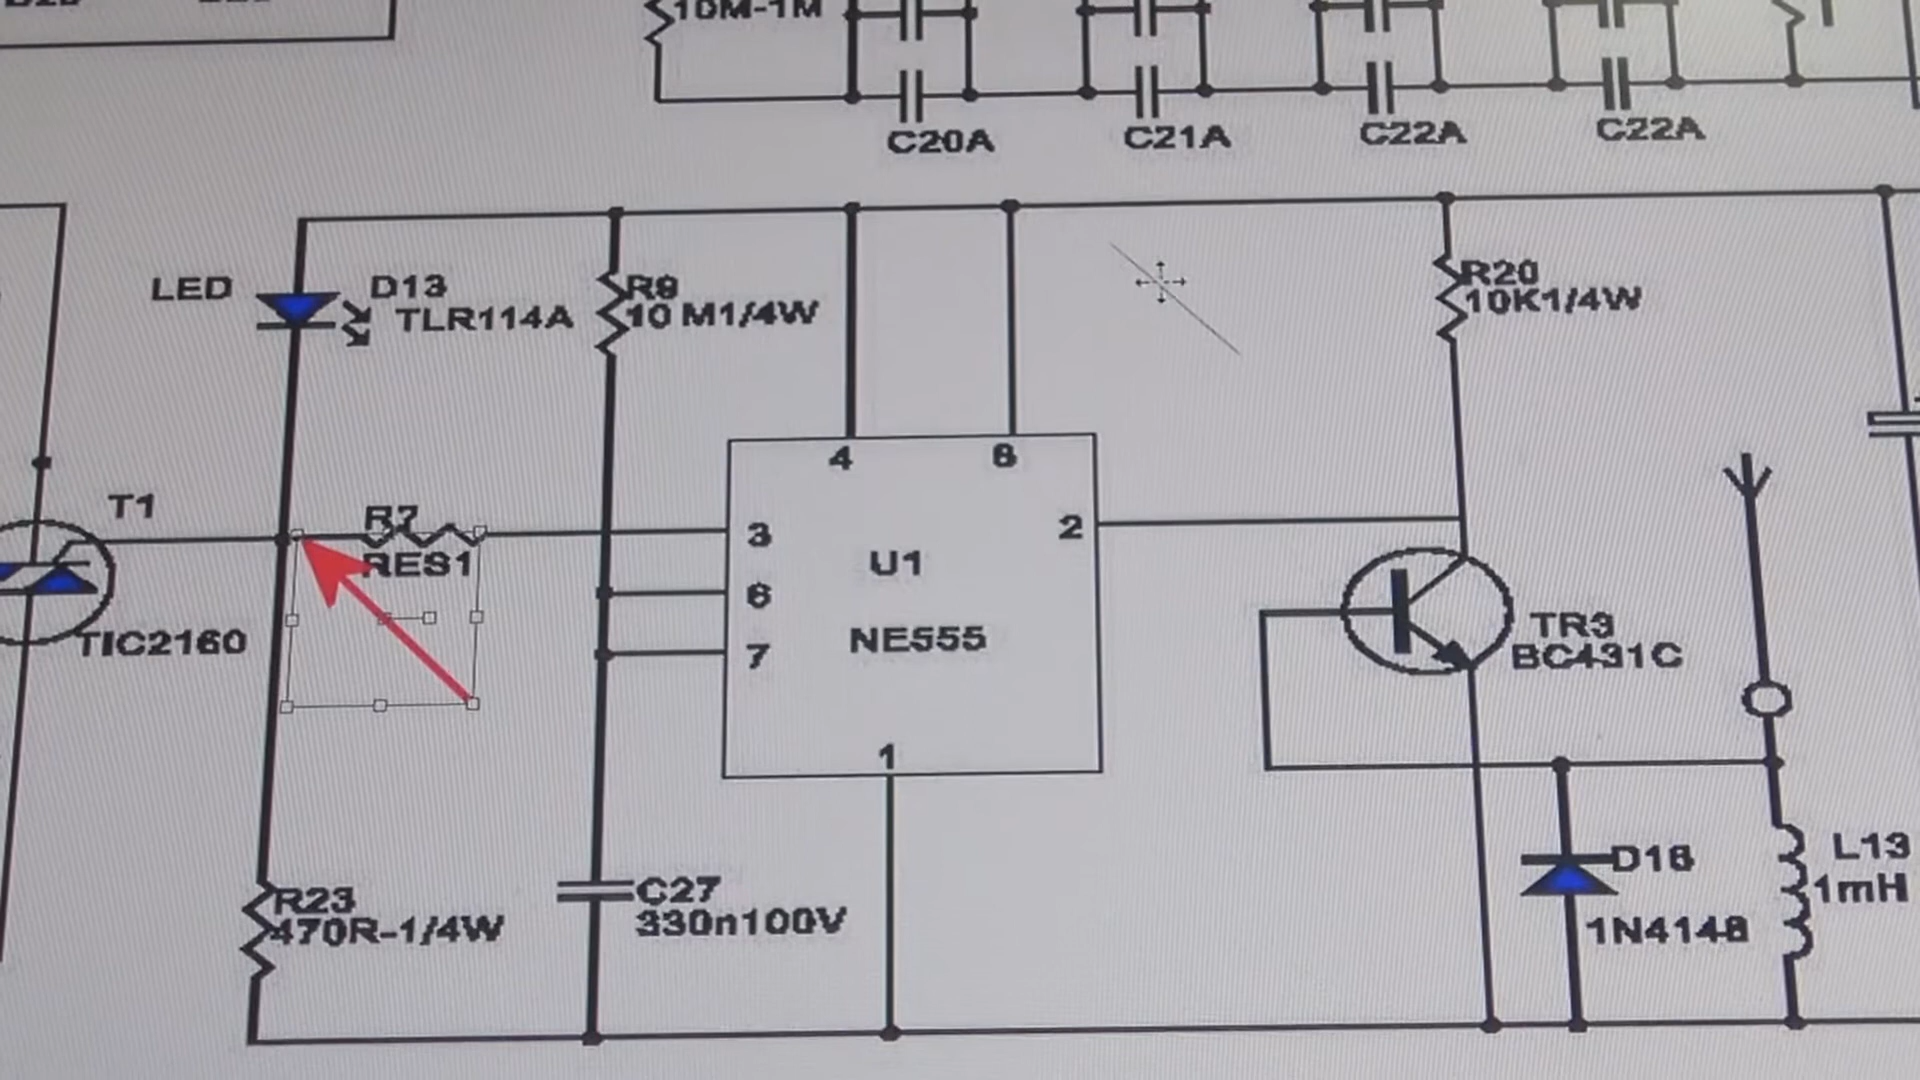 10M-1M
C20A
C21A
C22A
C22A
LED
D13
TLR114A
R9
10 M1/4W
R20
10K1/4W
4
8
T1
R7
RES1
3
2
U1
6
7
NE555
TIC2160
TR3
BC431C
1
L13
1mH
D16
1N4148
R23
470R-1/4W
C27
330n100V